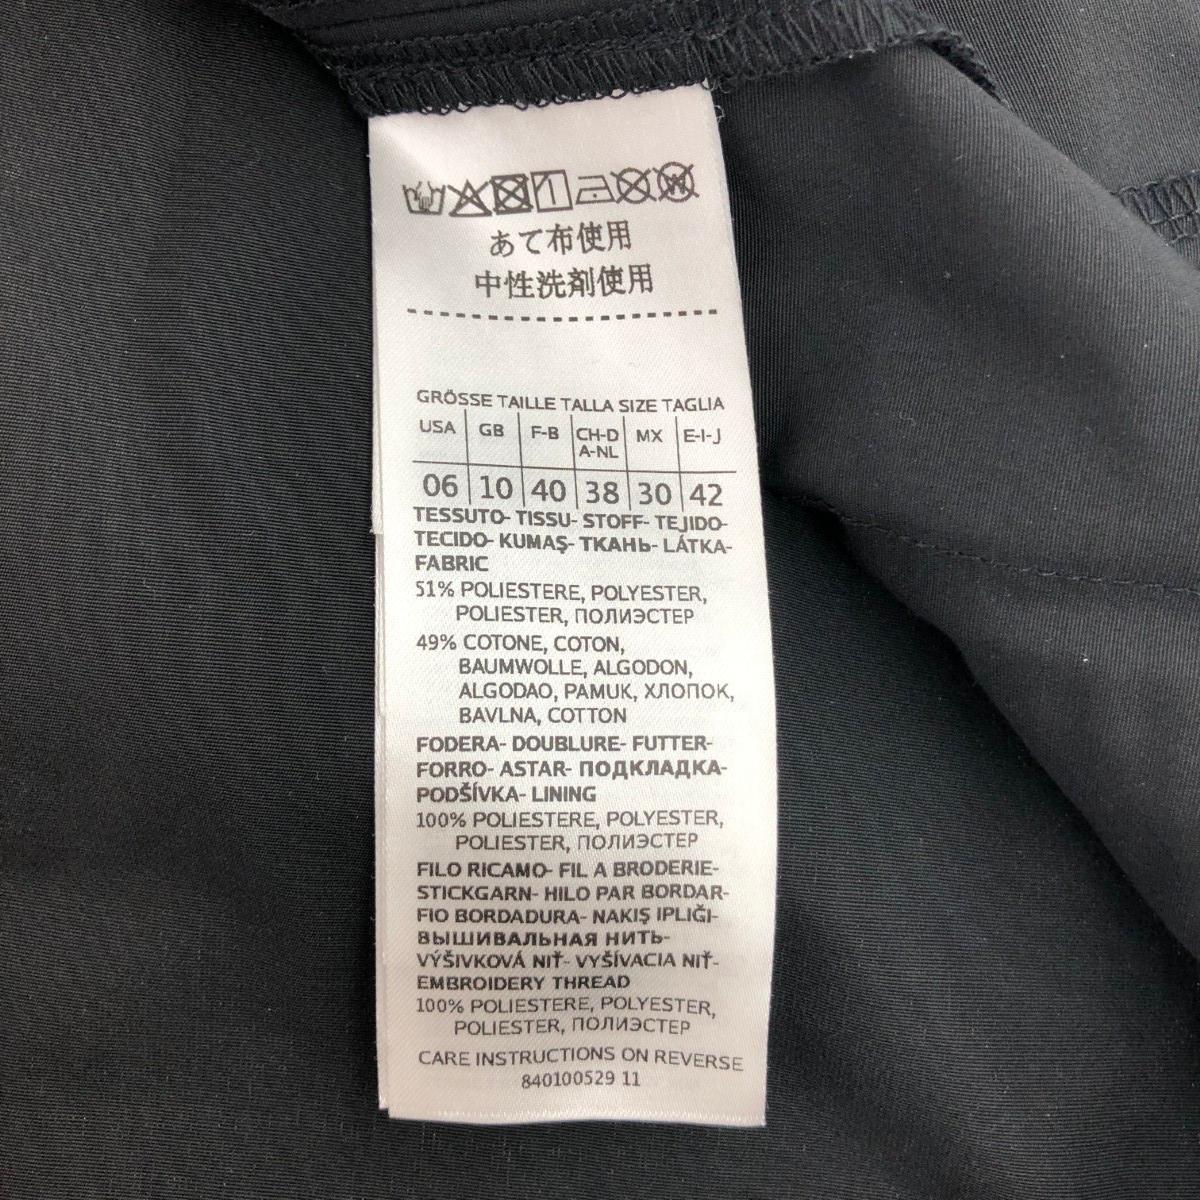 あて布使用
中性洗剤使用
GRÖSSE TAILLE TALLA SIZE TAGLIA
USA GB F-B CH-D A-NL MX E-I-J
06 10 40 38 30 42
TESSUTO- TISSU- STOFF- TEJIDO-
TECIDO- KUMAŞ- ТКАНЬ- LÁTKA-
FABRIC
51% POLIESTERE, POLYESTER,
POLIESTER, ПОЛИЭСТЕР
49% COTONE, COTON,
BAUMWOLLE, ALGODON,
ALGODAO, PAMUK, ХЛОПОК,
BAVLNA, COTTON
FODERA- DOUBLURE- FUTTER-
FORRO- ASTAR- ПОДКЛАДКА-
PODŠÍVKA- LINING
100% POLIESTERE, POLYESTER,
POLIESTER, ПОЛИЭСТЕР
FILO RICAMO- FIL A BRODERIE-
STICKGARN- HILO PAR BORDAR-
FIO BORDADURA- NAKIŞ IPLIĞI-
ВЫШИВАЛЬНАЯ НИТЬ-
VÝŠIVKOVÁ NIŤ- VYŠÍVACIA NIŤ-
EMBROIDERY THREAD
100% POLIESTERE, POLYESTER,
POLIESTER, ПОЛИЭСТЕР
CARE INSTRUCTIONS ON REVERSE
840100529 11